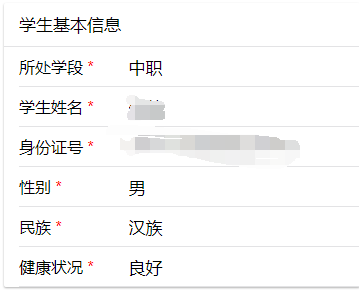 学生基本信息
所处学段 * 中职
学生姓名 *
身份证号 *
性别 * 男
民族 * 汉族
健康状况 * 良好